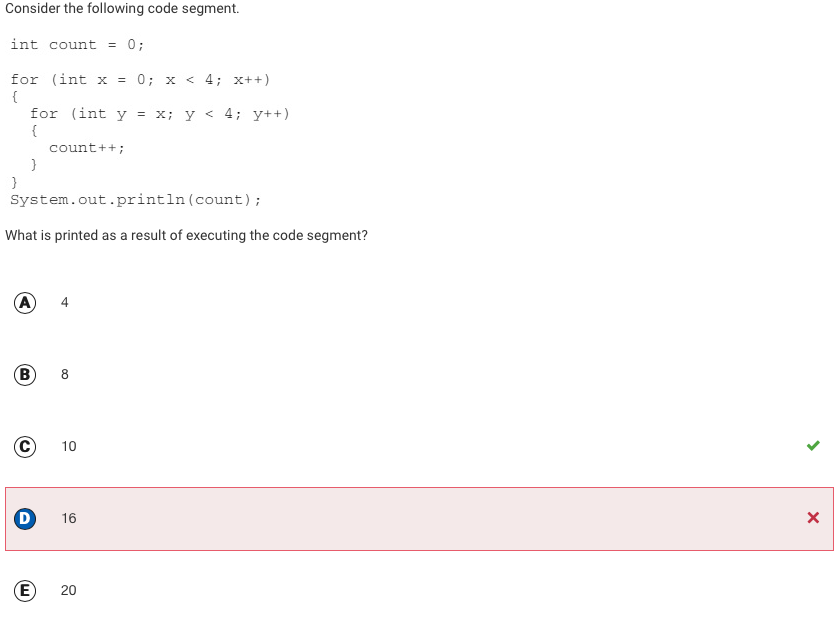 Consider the following code segment.
int count = 0;
for (int x = 0; x < 4; x++)
{
for (int y = x; y < 4; y++)
{
count++;
}
}
System.out.println(count);
What is printed as a result of executing the code segment?
A 4
B 8
C 10
D 16
E 20